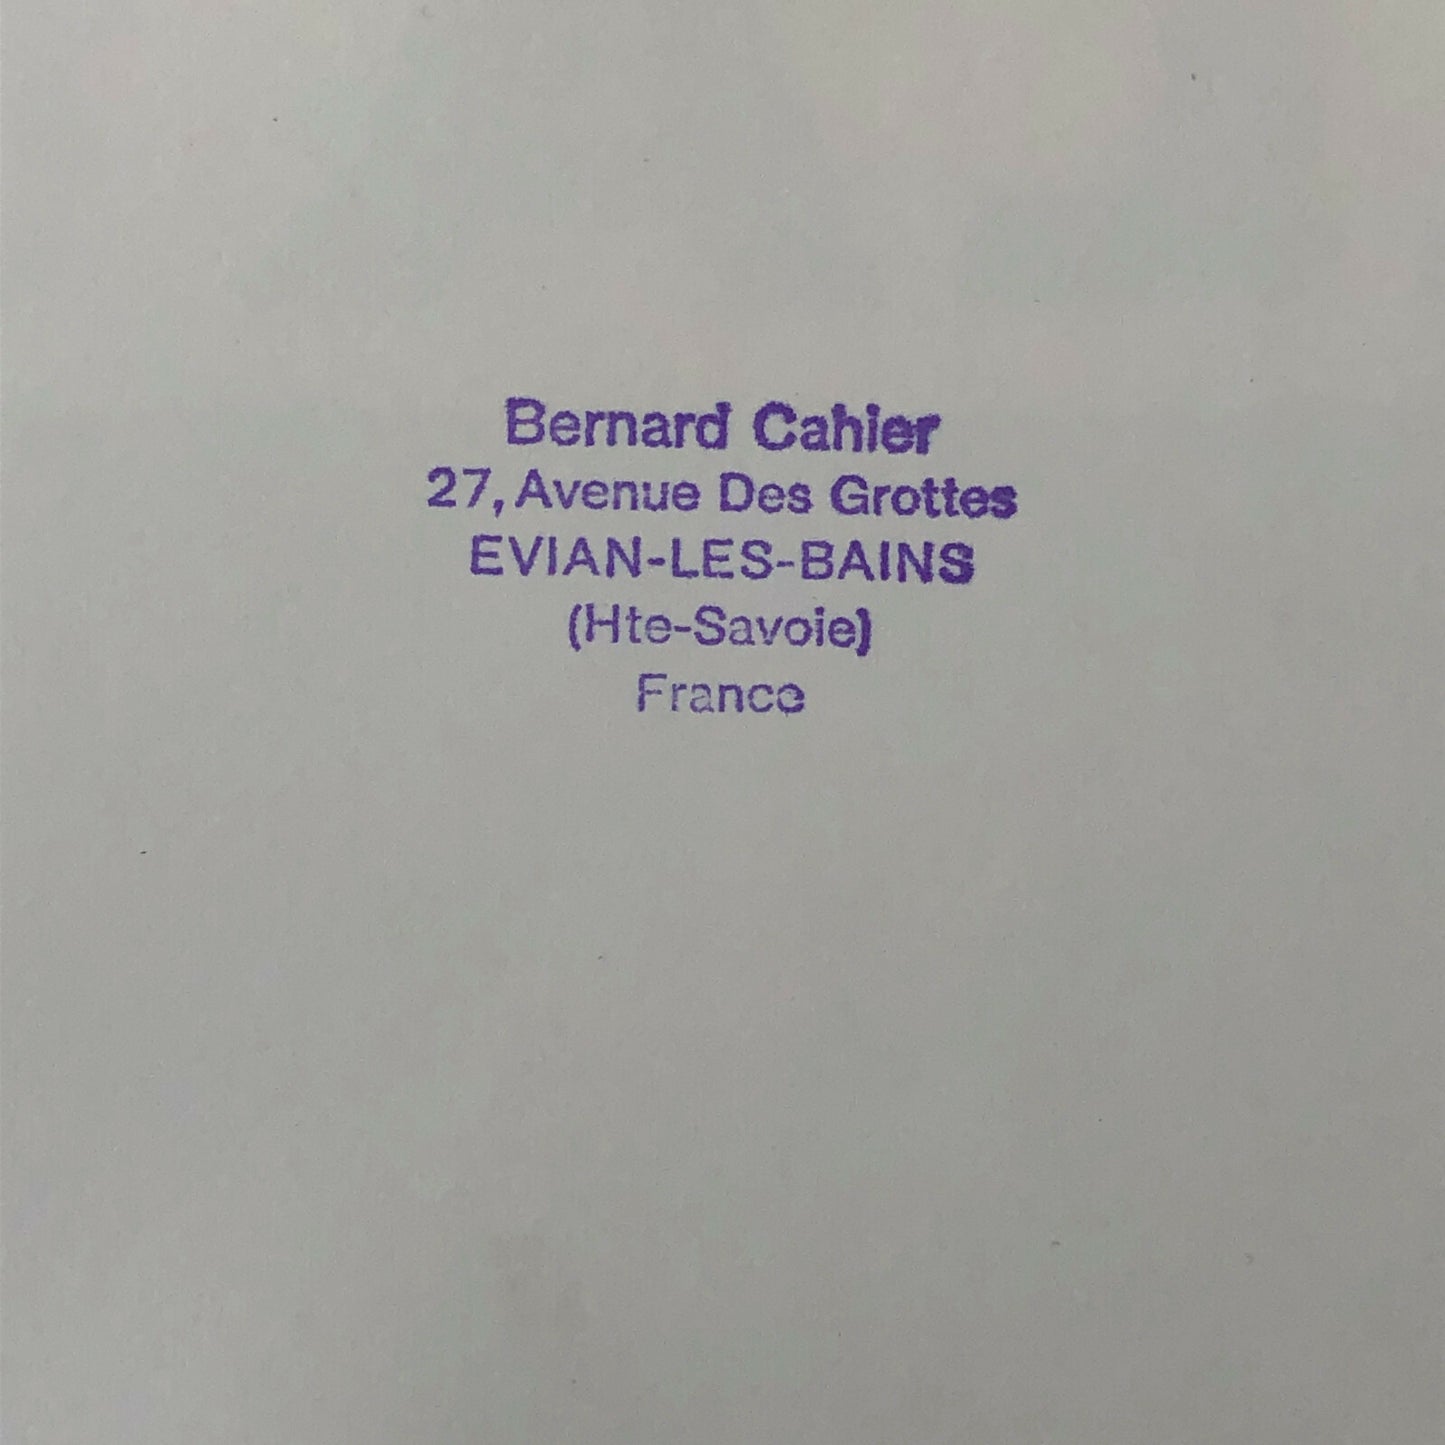 Bernard Cahier
27, Avenue Des Grottes
EVIAN-LES-BAINS
(Hte-Savoie)
France